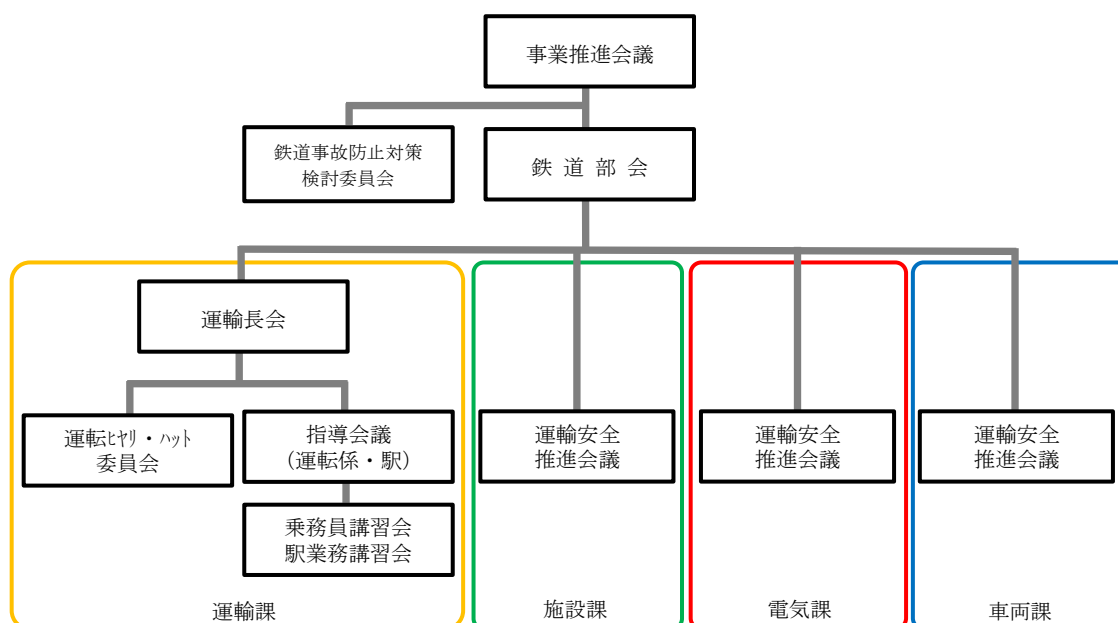 事業推進会議
鉄道事故防止対策
検討委員会
鉄 道 部 会
運輸長会
運転ﾋﾔﾘ・ﾊｯﾄ
委員会
指導会議
(運転係・駅)
乗務員講習会
駅業務講習会
運輸課
運輸安全
推進会議
施設課
運輸安全
推進会議
電気課
運輸安全
推進会議
車両課